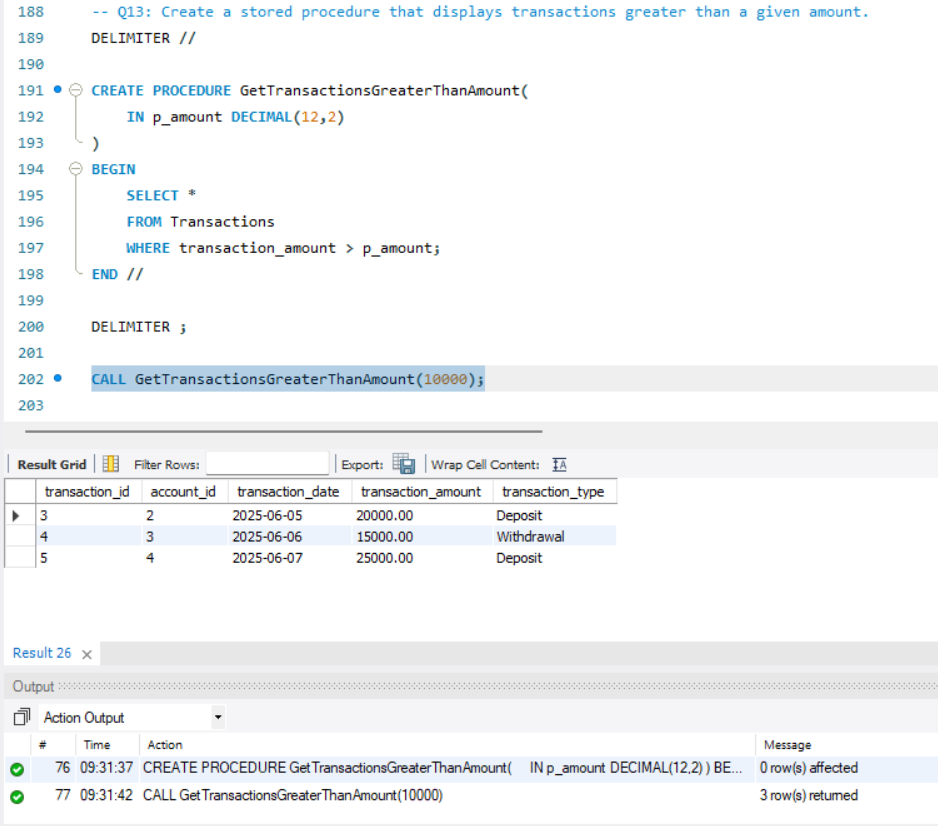 188 -- Q13: Create a stored procedure that displays transactions greater than a given amount.
189 DELIMITER //
190
191 CREATE PROCEDURE GetTransactionsGreaterThanAmount(
192 IN p_amount DECIMAL(12,2)
193 )
194 BEGIN
195 SELECT *
196 FROM Transactions
197 WHERE transaction_amount > p_amount;
198 END //
199
200 DELIMITER ;
201
202 CALL GetTransactionsGreaterThanAmount(10000);
203
Result Grid Filter Rows: Export: Wrap Cell Content: IA
transaction_id account_id transaction_date transaction_amount transaction_type
3 2 2025-06-05 20000.00 Deposit
4 3 2025-06-06 15000.00 Withdrawal
5 4 2025-06-07 25000.00 Deposit
Result 26
Output
Action Output
# Time Action Message
76 09:31:37 CREATE PROCEDURE GetTransactionsGreaterThanAmount( IN p_amount DECIMAL(12,2) ) BE... 0 row(s) affected
77 09:31:42 CALL GetTransactionsGreaterThanAmount(10000) 3 row(s) returned